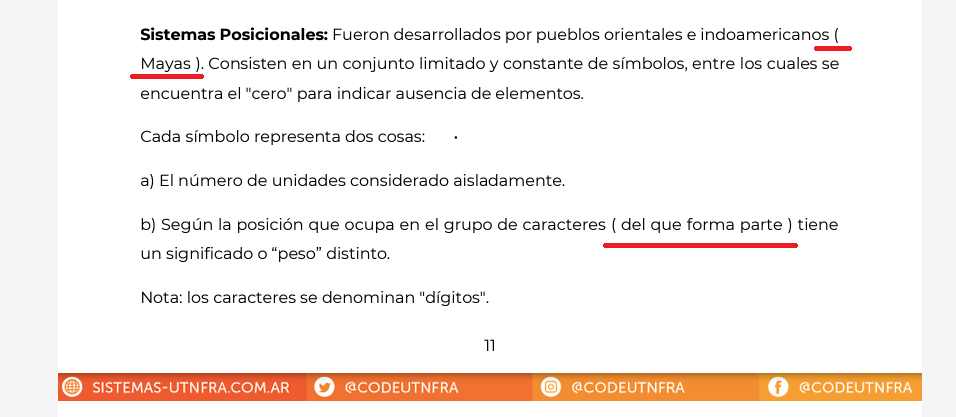 Sistemas Posicionales: Fueron desarrollados por pueblos orientales e indoamericanos (
Mayas ). Consisten en un conjunto limitado y constante de símbolos, entre los cuales se
encuentra el "cero" para indicar ausencia de elementos.
Cada símbolo representa dos cosas:
a) El número de unidades considerado aisladamente.
b) Según la posición que ocupa en el grupo de caracteres ( del que forma parte ) tiene
un significado o “peso” distinto.
Nota: los caracteres se denominan "dígitos".
11
SISTEMAS-UTNFRA.COM.AR @CODEUTNFRA @CODEUTNFRA @CODEUTNFRA